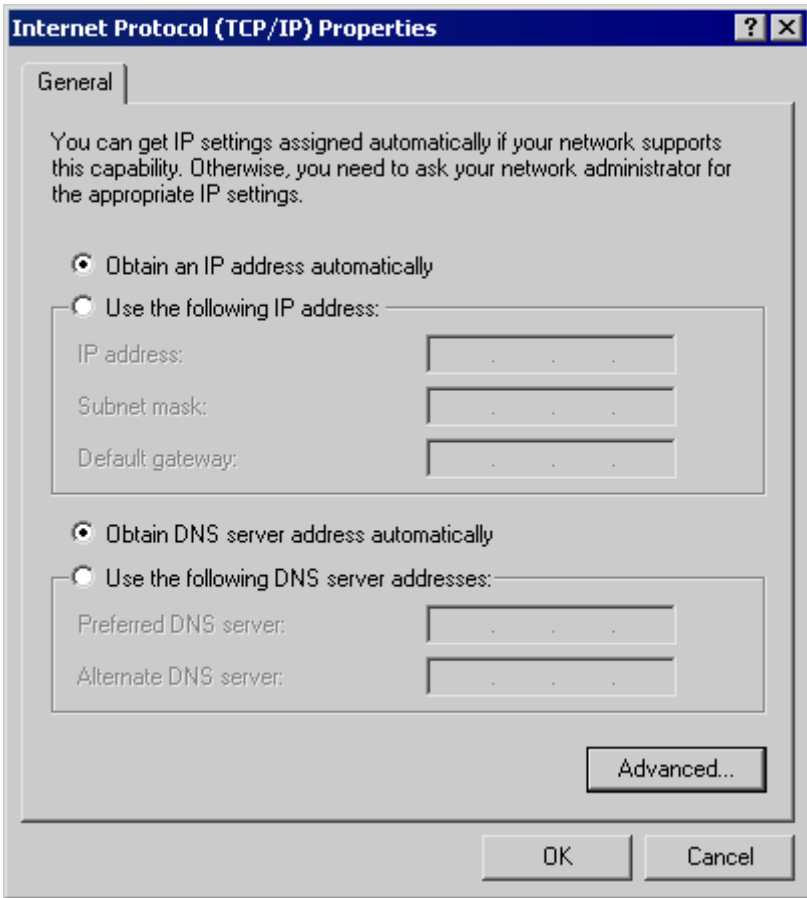 Internet Protocol (TCP/IP) Properties
General
You can get IP settings assigned automatically if your network supports
this capability. Otherwise, you need to ask your network administrator for
the appropriate IP settings.
Obtain an IP address automatically
Use the following IP address:
IP address:
Subnet mask:
Default gateway:
Obtain DNS server address automatically
Use the following DNS server addresses:
Preferred DNS server:
Alternate DNS server:
Advanced...
OK Cancel